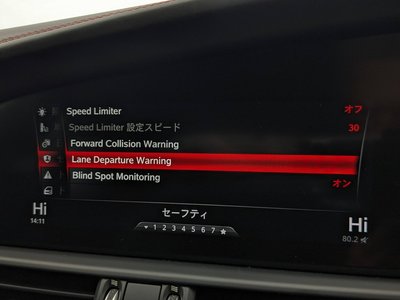 Speed Limiter オフ
Speed Limiter 設定スピード 30
Forward Collision Warning
Lane Departure Warning
Blind Spot Monitoring オン
Hi セーフティ Hi
14:11 1 2 3 4 5 6 7 80.2